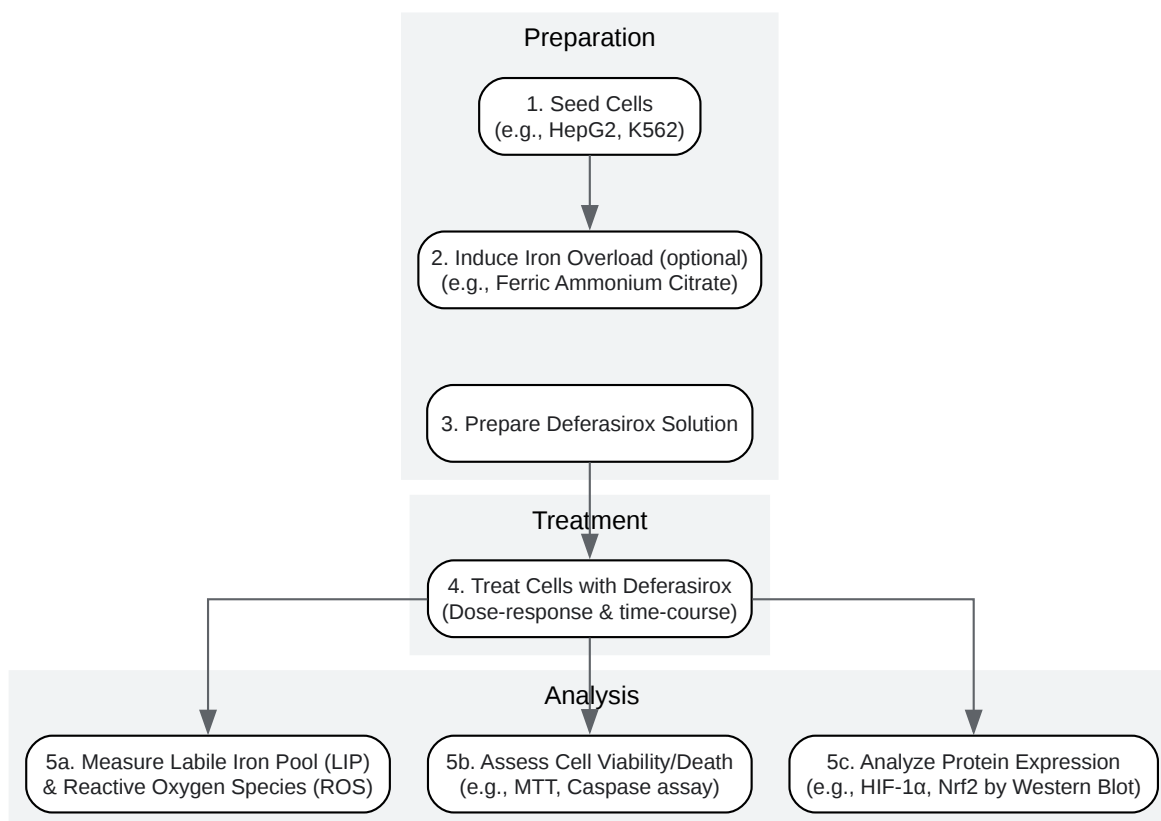 Preparation
1. Seed Cells
(e.g., HepG2, K562)
2. Induce Iron Overload (optional)
(e.g., Ferric Ammonium Citrate)
3. Prepare Deferasirox Solution
Treatment
4. Treat Cells with Deferasirox
(Dose-response & time-course)
Analysis
5a. Measure Labile Iron Pool (LIP)
& Reactive Oxygen Species (ROS)
5b. Assess Cell Viability/Death
(e.g., MTT, Caspase assay)
5c. Analyze Protein Expression
(e.g., HIF-1α, Nrf2 by Western Blot)